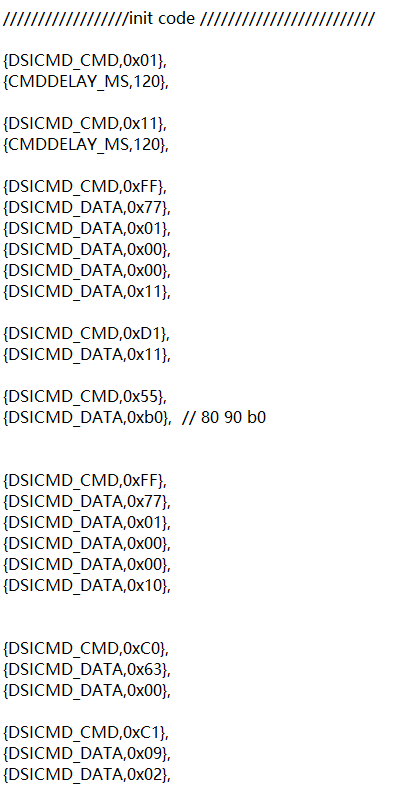 //////////////////init code /////////////////////////
{DSICMD_CMD,0x01},
{CMDDELAY_MS,120},
{DSICMD_CMD,0x11},
{CMDDELAY_MS,120},
{DSICMD_CMD,0xFF},
{DSICMD_DATA,0x77},
{DSICMD_DATA,0x01},
{DSICMD_DATA,0x00},
{DSICMD_DATA,0x00},
{DSICMD_DATA,0x11},
{DSICMD_CMD,0xD1},
{DSICMD_DATA,0x11},
{DSICMD_CMD,0x55},
{DSICMD_DATA,0xb0},  // 80 90 b0
{DSICMD_CMD,0xFF},
{DSICMD_DATA,0x77},
{DSICMD_DATA,0x01},
{DSICMD_DATA,0x00},
{DSICMD_DATA,0x00},
{DSICMD_DATA,0x10},
{DSICMD_CMD,0xC0},
{DSICMD_DATA,0x63},
{DSICMD_DATA,0x00},
{DSICMD_CMD,0xC1},
{DSICMD_DATA,0x09},
{DSICMD_DATA,0x02},